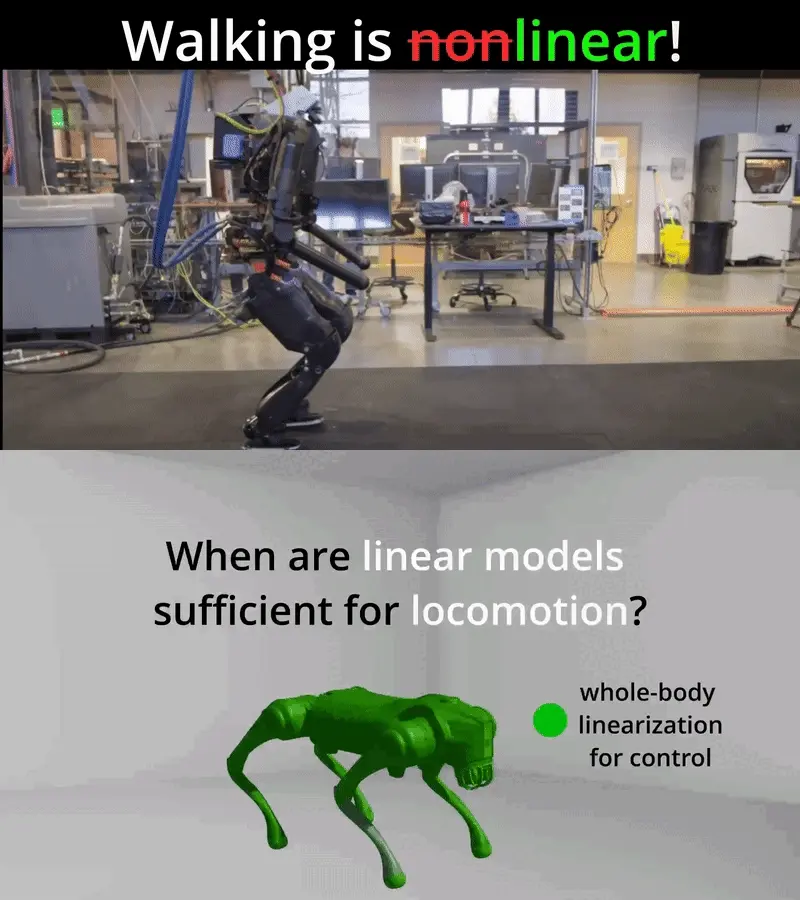 Walking is nonlinear!
When are linear models
sufficient for locomotion?
whole-body
linearization
for control